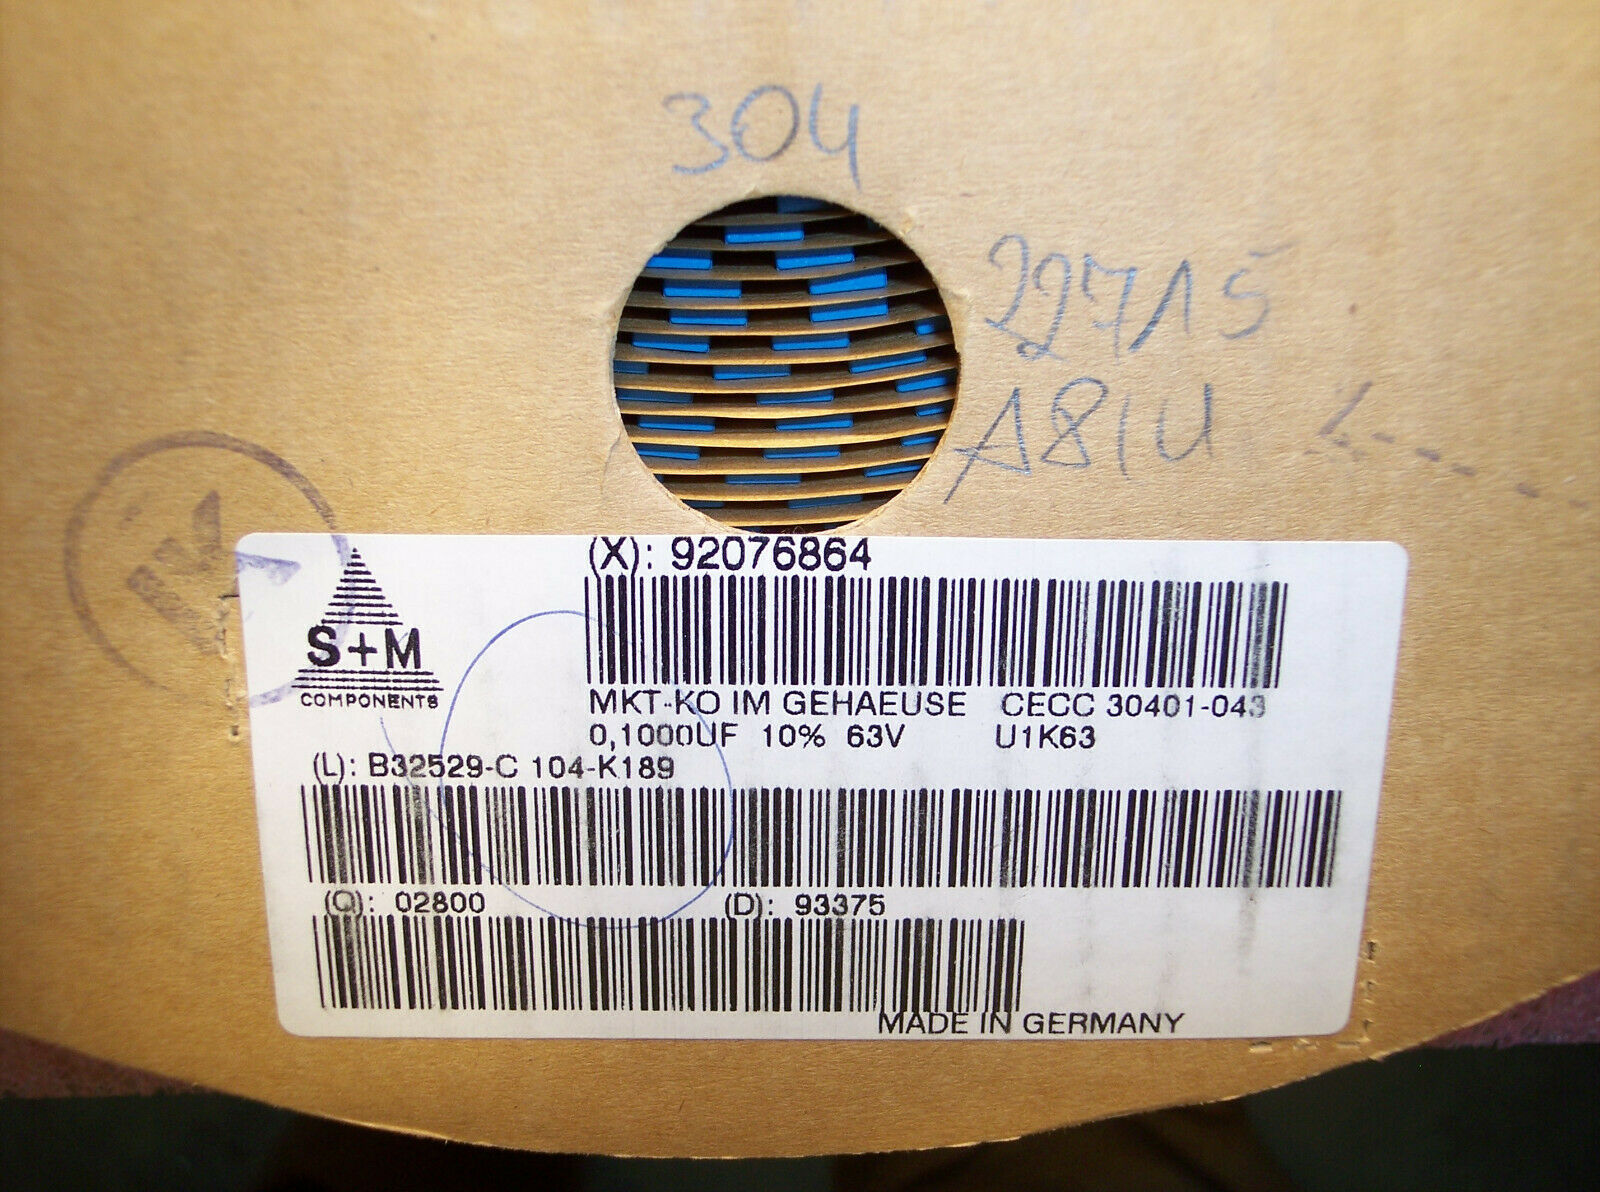 304
22715
A81U
(X): 92076864
S+M
COMPONENTS
MKT-KO IM GEHAEUSE CECC 30401-043
0,1000UF 10% 63V U1K63
(L): B32529-C 104-K189
(Q): 02800 (D): 93375
MADE IN GERMANY